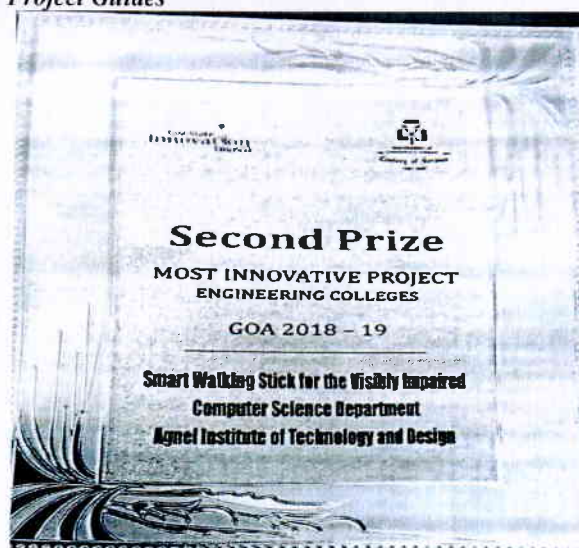 Project Guides
Second Prize
MOST INNOVATIVE PROJECT
ENGINEERING COLLEGES
GOA 2018 – 19
Smart Walking Stick for the Visibly Impaired
Computer Science Department
Agnel Institute of Technology and Design